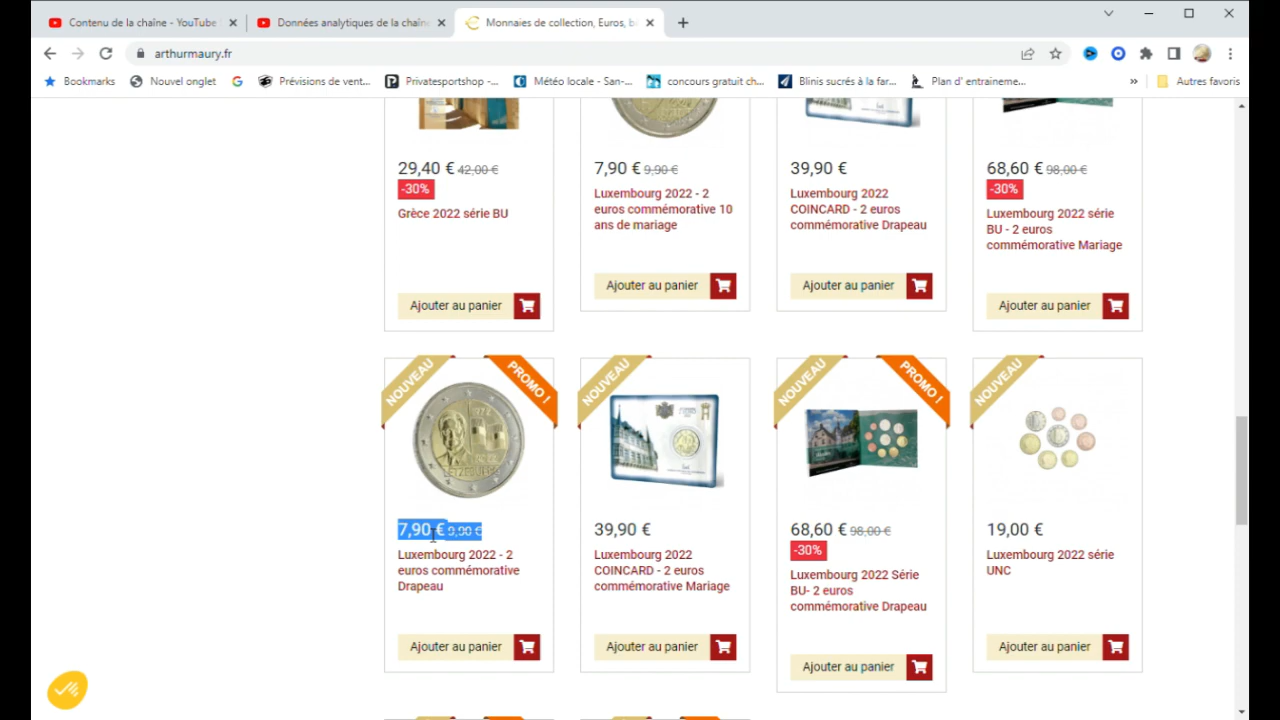 Contenu de la chaîne - YouTube
Données analytiques de la chaîne
Monnaies de collection, Euros, b
arthurmaury.fr
Bookmarks
Nouvel onglet
Prévisions de vent...
Privatesportshop -...
Météo locale - San-...
concours gratuit ch...
Blinis sucrés à la far...
Plan d' entraineme...
»
Autres favoris
29,40 € 42,00 €
-30%
Grèce 2022 série BU
Ajouter au panier
7,90 € 9,90 €
Luxembourg 2022 - 2
euros commémorative 10
ans de mariage
Ajouter au panier
39,90 €
Luxembourg 2022
COINCARD - 2 euros
commémorative Drapeau
Ajouter au panier
68,60 € 98,00 €
-30%
Luxembourg 2022 série
BU - 2 euros
commémorative Mariage
Ajouter au panier
NOUVEAU
PROMO !
7,90 € 9,90 €
Luxembourg 2022 - 2
euros commémorative
Drapeau
Ajouter au panier
NOUVEAU
39,90 €
Luxembourg 2022
COINCARD - 2 euros
commémorative Mariage
Ajouter au panier
NOUVEAU
PROMO !
68,60 € 98,00 €
-30%
Luxembourg 2022 Série
BU- 2 euros
commémorative Drapeau
Ajouter au panier
NOUVEAU
19,00 €
Luxembourg 2022 série
UNC
Ajouter au panier